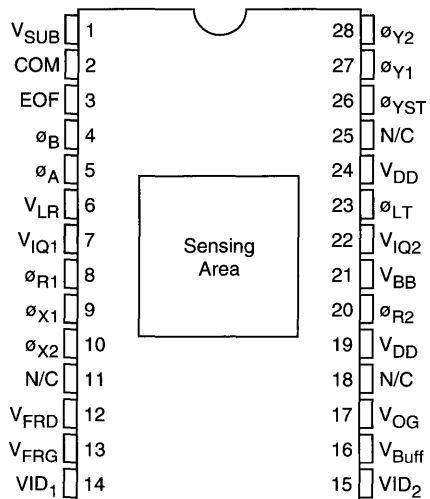 V_SUB 1 28 ø_Y2
COM 2 27 ø_Y1
EOF 3 26 ø_YST
ø_B 4 25 N/C
ø_A 5 24 V_DD
V_LR 6 23 ø_LT
V_IQ1 7 22 V_IQ2
ø_R1 8 21 V_BB
ø_X1 9 20 ø_R2
ø_X2 10 19 V_DD
N/C 11 18 N/C
V_FRD 12 17 V_OG
V_FRG 13 16 V_Buff
VID_1 14 15 VID_2
Sensing
Area